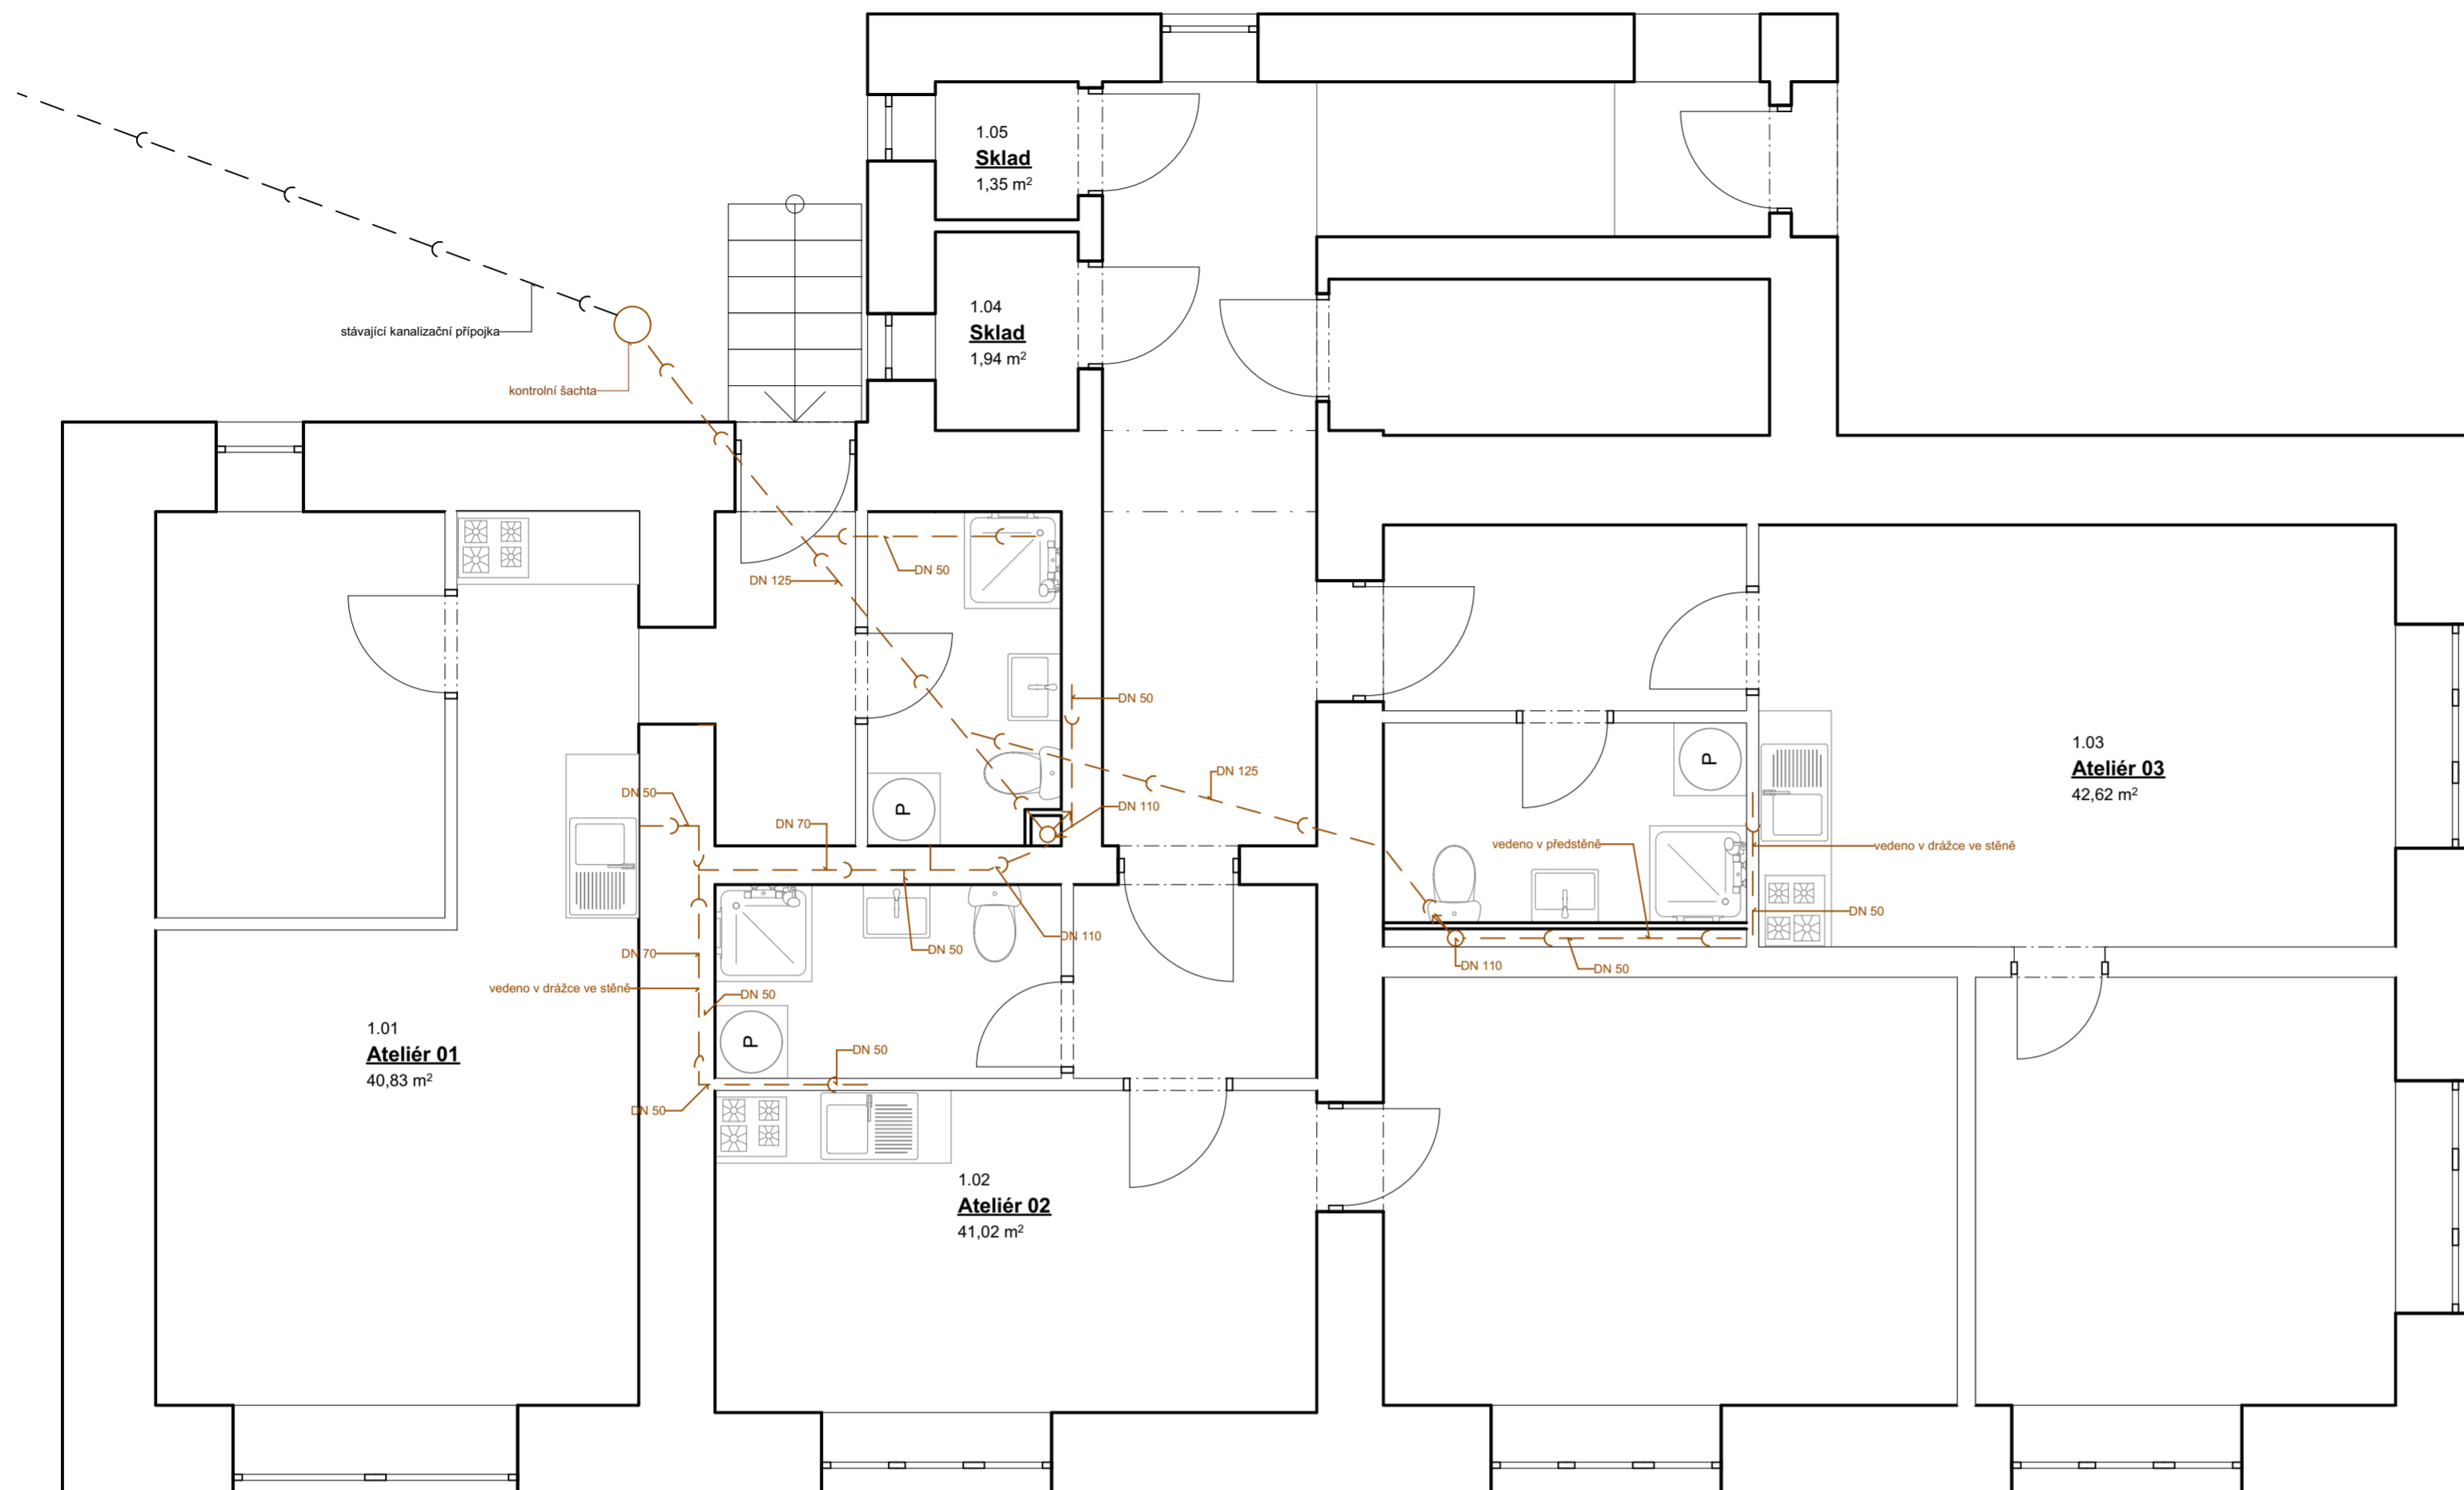 1.05
Sklad
1,35 m²
1.04
Sklad
1,94 m²
stávající kanalizační přípojka
kontrolní šachta
DN 50
DN 125
DN 50
DN 125
DN 110
DN 50
DN 70
P
P
1.03
Ateliér 03
42,62 m²
vedeno v předstěně
vedeno v drážce ve stěně
DN 50
DN 110
DN 50
DN 110
DN 50
DN 70
vedeno v drážce ve stěně
DN 50
P
1.01
Ateliér 01
40,83 m²
DN 50
DN 50
1.02
Ateliér 02
41,02 m²